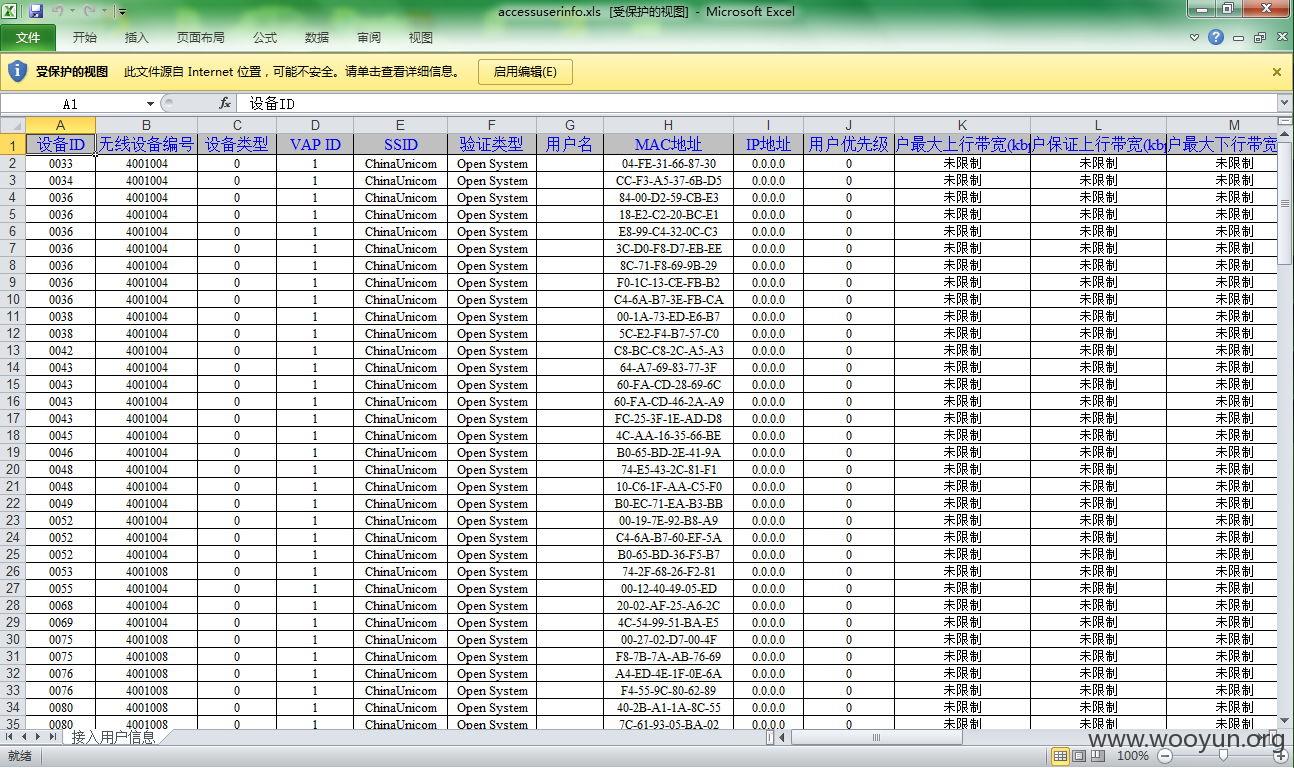 accessuserinfo.xls [受保护的视图] - Microsoft Excel
文件 开始 插入 页面布局 公式 数据 审阅 视图
受保护的视图 此文件源自 Internet 位置，可能不安全。请单击查看详细信息。 启用编辑(E)
A1 fx 设备ID
A B C D E F G H I J K L M
1 设备ID 无线设备编号 设备类型 VAP ID SSID 验证类型 用户名 MAC地址 IP地址 用户优先级 户最大上行带宽(kbp 户保证上行带宽(kbp 户最大下行带宽
2 0033 4001004 0 1 ChinaUnicom Open System 04-FE-31-66-87-30 0.0.0.0 0 未限制 未限制 未限制
3 0034 4001004 0 1 ChinaUnicom Open System CC-F3-A5-37-6B-D5 0.0.0.0 0 未限制 未限制 未限制
4 0036 4001004 0 1 ChinaUnicom Open System 84-00-D2-59-CB-E3 0.0.0.0 0 未限制 未限制 未限制
5 0036 4001004 0 1 ChinaUnicom Open System 18-E2-C2-20-BC-E1 0.0.0.0 0 未限制 未限制 未限制
6 0036 4001004 0 1 ChinaUnicom Open System E8-99-C4-32-0C-C3 0.0.0.0 0 未限制 未限制 未限制
7 0036 4001004 0 1 ChinaUnicom Open System 3C-D0-F8-D7-EB-EE 0.0.0.0 0 未限制 未限制 未限制
8 0036 4001004 0 1 ChinaUnicom Open System 8C-71-F8-69-9B-29 0.0.0.0 0 未限制 未限制 未限制
9 0036 4001004 0 1 ChinaUnicom Open System F0-1C-13-CE-FB-B2 0.0.0.0 0 未限制 未限制 未限制
10 0036 4001004 0 1 ChinaUnicom Open System C4-6A-B7-3E-FB-CA 0.0.0.0 0 未限制 未限制 未限制
11 0038 4001004 0 1 ChinaUnicom Open System 00-1A-73-ED-E6-B7 0.0.0.0 0 未限制 未限制 未限制
12 0038 4001004 0 1 ChinaUnicom Open System 5C-E2-F4-B7-57-C0 0.0.0.0 0 未限制 未限制 未限制
13 0042 4001004 0 1 ChinaUnicom Open System C8-BC-C8-2C-A5-A3 0.0.0.0 0 未限制 未限制 未限制
14 0043 4001004 0 1 ChinaUnicom Open System 64-A7-69-83-77-3F 0.0.0.0 0 未限制 未限制 未限制
15 0043 4001004 0 1 ChinaUnicom Open System 60-FA-CD-28-69-6C 0.0.0.0 0 未限制 未限制 未限制
16 0043 4001004 0 1 ChinaUnicom Open System 60-FA-CD-46-2A-A9 0.0.0.0 0 未限制 未限制 未限制
17 0043 4001004 0 1 ChinaUnicom Open System FC-25-3F-1E-AD-D8 0.0.0.0 0 未限制 未限制 未限制
18 0045 4001004 0 1 ChinaUnicom Open System 4C-AA-16-35-66-BE 0.0.0.0 0 未限制 未限制 未限制
19 0046 4001004 0 1 ChinaUnicom Open System B0-65-BD-2E-41-9A 0.0.0.0 0 未限制 未限制 未限制
20 0048 4001004 0 1 ChinaUnicom Open System 74-E5-43-2C-81-F1 0.0.0.0 0 未限制 未限制 未限制
21 0048 4001004 0 1 ChinaUnicom Open System 10-C6-1F-AA-C5-F0 0.0.0.0 0 未限制 未限制 未限制
22 0049 4001004 0 1 ChinaUnicom Open System B0-EC-71-EA-B3-BB 0.0.0.0 0 未限制 未限制 未限制
23 0052 4001004 0 1 ChinaUnicom Open System 00-19-7E-92-B8-A9 0.0.0.0 0 未限制 未限制 未限制
24 0052 4001004 0 1 ChinaUnicom Open System C4-6A-B7-60-EF-5A 0.0.0.0 0 未限制 未限制 未限制
25 0052 4001004 0 1 ChinaUnicom Open System B0-65-BD-36-F5-B7 0.0.0.0 0 未限制 未限制 未限制
26 0053 4001008 0 1 ChinaUnicom Open System 74-2F-68-26-F2-81 0.0.0.0 0 未限制 未限制 未限制
27 0055 4001004 0 1 ChinaUnicom Open System 00-12-40-49-05-ED 0.0.0.0 0 未限制 未限制 未限制
28 0068 4001004 0 1 ChinaUnicom Open System 20-02-AF-25-A6-2C 0.0.0.0 0 未限制 未限制 未限制
29 0069 4001004 0 1 ChinaUnicom Open System 4C-54-99-51-BA-E5 0.0.0.0 0 未限制 未限制 未限制
30 0075 4001008 0 1 ChinaUnicom Open System 00-27-02-D7-00-4F 0.0.0.0 0 未限制 未限制 未限制
31 0075 4001008 0 1 ChinaUnicom Open System F8-7B-7A-AB-76-69 0.0.0.0 0 未限制 未限制 未限制
32 0076 4001008 0 1 ChinaUnicom Open System A4-ED-4E-1F-0E-6A 0.0.0.0 0 未限制 未限制 未限制
33 0076 4001008 0 1 ChinaUnicom Open System F4-55-9C-80-62-89 0.0.0.0 0 未限制 未限制 未限制
34 0080 4001008 0 1 ChinaUnicom Open System 40-2B-A1-1A-8C-55 0.0.0.0 0 未限制 未限制 未限制
35 0080 4001008 0 1 ChinaUnicom Open System 7C-61-93-05-BA-02 0.0.0.0 0 未限制 未限制 未限制
接入用户信息
www.wooyun.org
就绪 100%